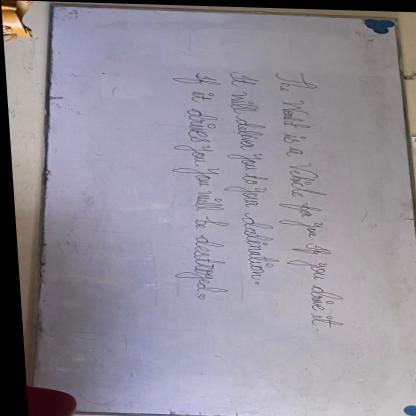 The World is a Vehicle for you. If you drive it.
It will deliver you to your destination.
If it drives you. you will be destroyed.